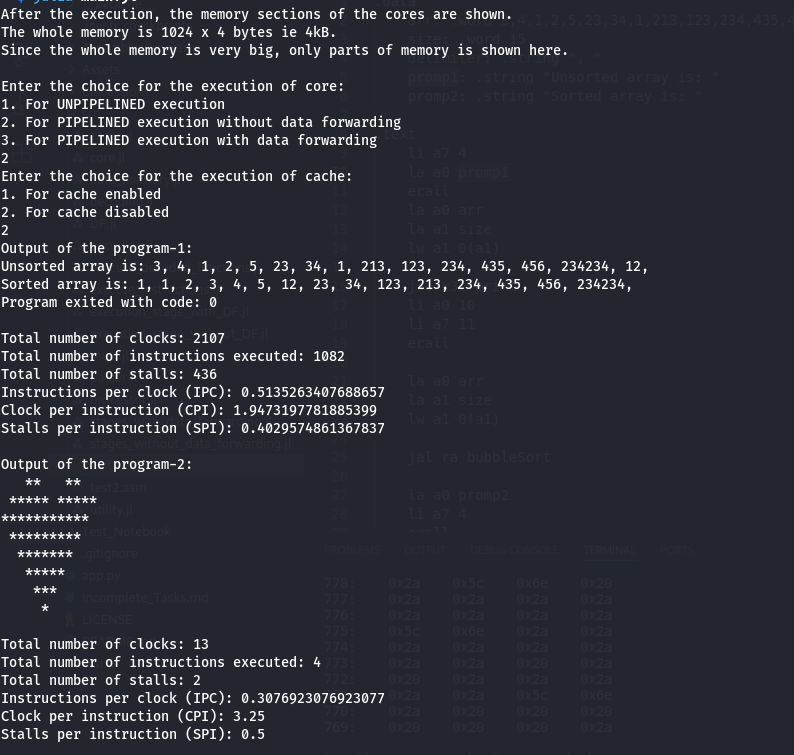 After the execution, the memory sections of the cores are shown.
The whole memory is 1024 x 4 bytes ie 4kB.
Since the whole memory is very big, only parts of memory is shown here.
Enter the choice for the execution of core:
1. For UNPIPELINED execution
2. For PIPELINED execution without data forwarding
3. For PIPELINED execution with data forwarding
2
Enter the choice for the execution of cache:
1. For cache enabled
2. For cache disabled
2
Output of the program-1:
Unsorted array is: 3, 4, 1, 2, 5, 23, 34, 1, 213, 123, 234, 435, 456, 234234, 12,
Sorted array is: 1, 1, 2, 3, 4, 5, 12, 23, 34, 123, 213, 234, 435, 456, 234234,
Program exited with code: 0
Total number of clocks: 2107
Total number of instructions executed: 1082
Total number of stalls: 436
Instructions per clock (IPC): 0.5135263407688657
Clock per instruction (CPI): 1.9473197781885399
Stalls per instruction (SPI): 0.4029574861367837
Output of the program-2:
   **   **
 ***** *****
***********
 *********
  *******
   *****
    ***
     *
Total number of clocks: 13
Total number of instructions executed: 4
Total number of stalls: 2
Instructions per clock (IPC): 0.3076923076923077
Clock per instruction (CPI): 3.25
Stalls per instruction (SPI): 0.5